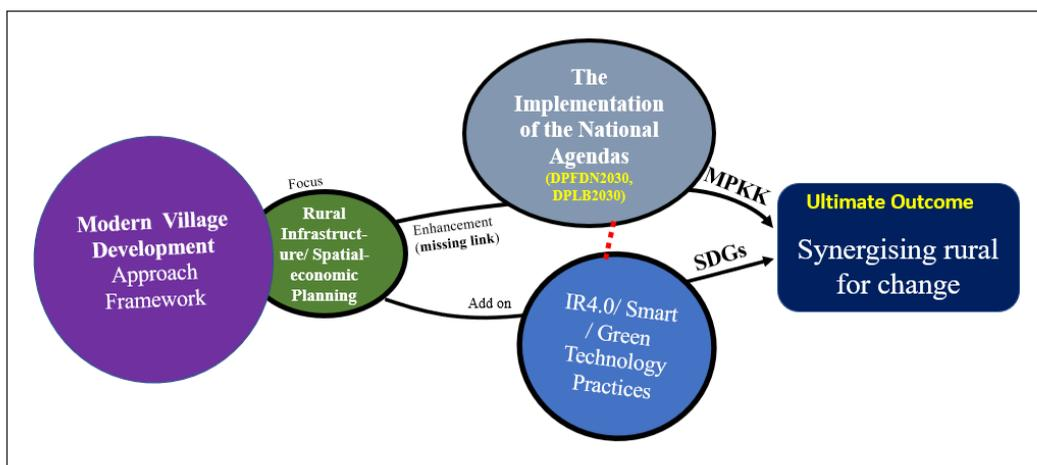 Modern Village
Development
Approach
Framework
Focus
Rural
Infrastruct-
ure/ Spatial-
economic
Planning
Enhancement
(missing link)
Add on
The
Implementation
of the National
Agendas
(DPFDN2030,
DPLB2030)
IR4.0/ Smart
/ Green
Technology
Practices
MPKK
SDGs
Ultimate Outcome
Synergising rural
for change